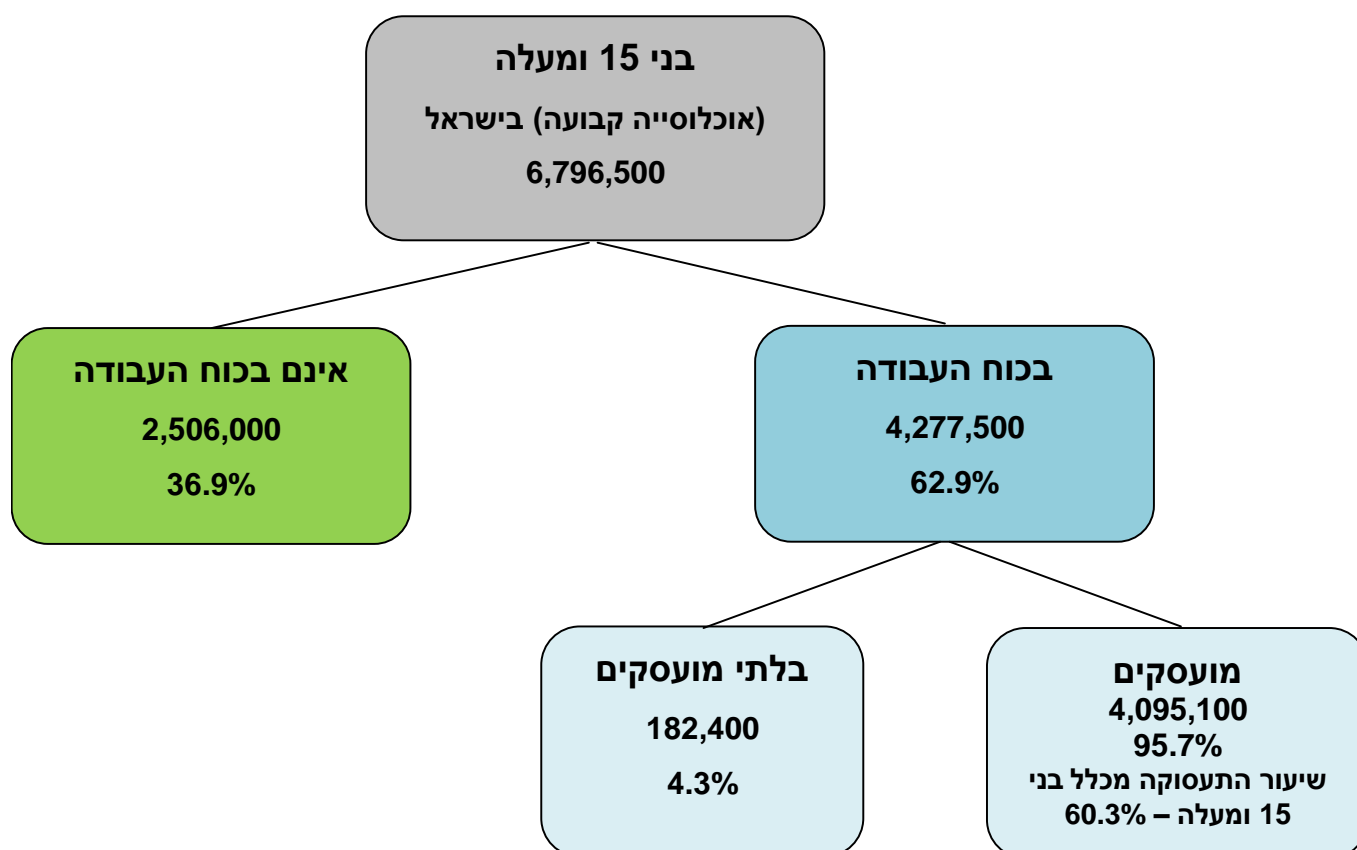 בני 15 ומעלה
(אוכלוסייה קבועה) בישראל
6,796,500
בכוח העבודה
4,277,500
62.9%
אינם בכוח העבודה
2,506,000
36.9%
מועסקים
4,095,100
95.7%
שיעור התעסוקה מכלל בני
15 ומעלה – 60.3%
בלתי מועסקים
182,400
4.3%